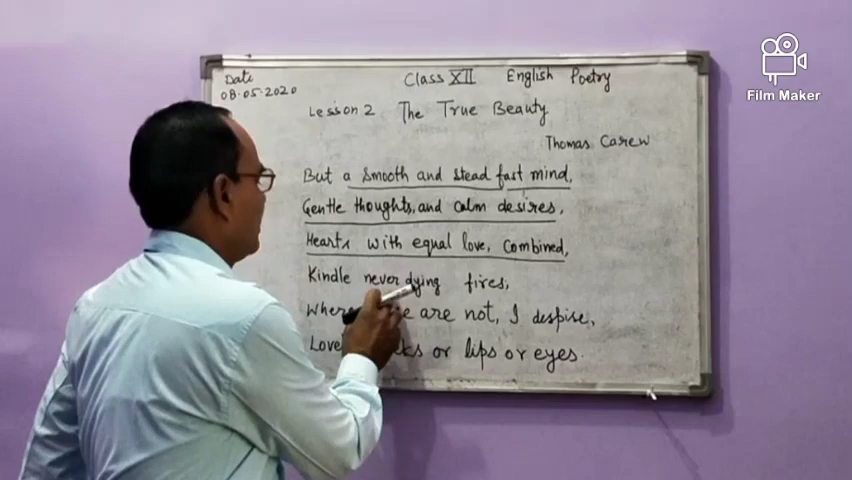 Date
08.05.2020
Class XII English Poetry
Lesson 2 The True Beauty
Thomas Carew
But a smooth and stead fast mind,
Gentle thoughts, and calm desires,
Hearts with equal love, combined,
Kindle never dying fires,
are not, I despise,
or lips or eyes.
Film Maker